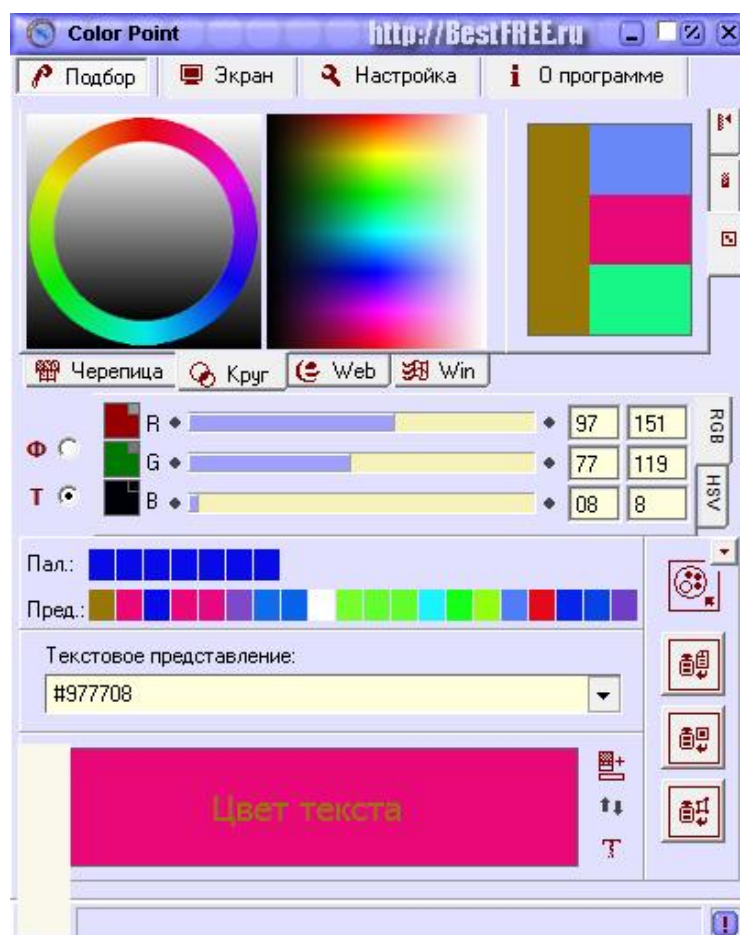 Color Point
http://BestFREE.ru
Подбор Экран Настройка О программе
Черепица Круг Web Win
R 97 151 RGB
Ф
G 77 119
T B 08 8 HSV
Пал.:
Пред.:
Текстовое представление:
#977708
Цвет текста